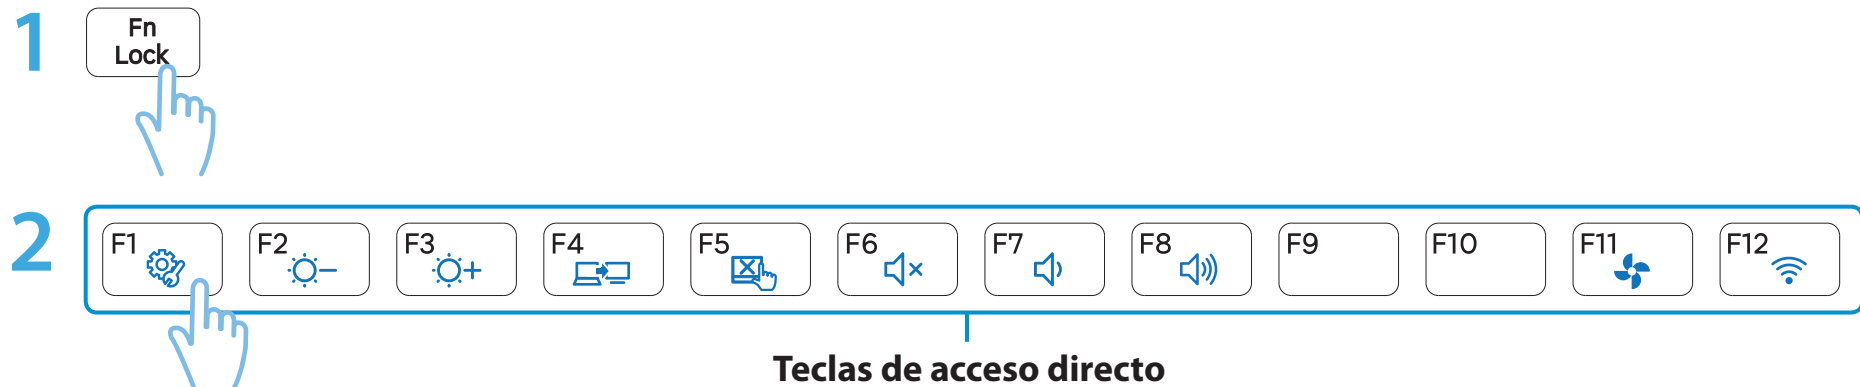 1
Fn
Lock
2
F1 F2 F3 F4 F5 F6 F7 F8 F9 F10 F11 F12
Teclas de acceso directo